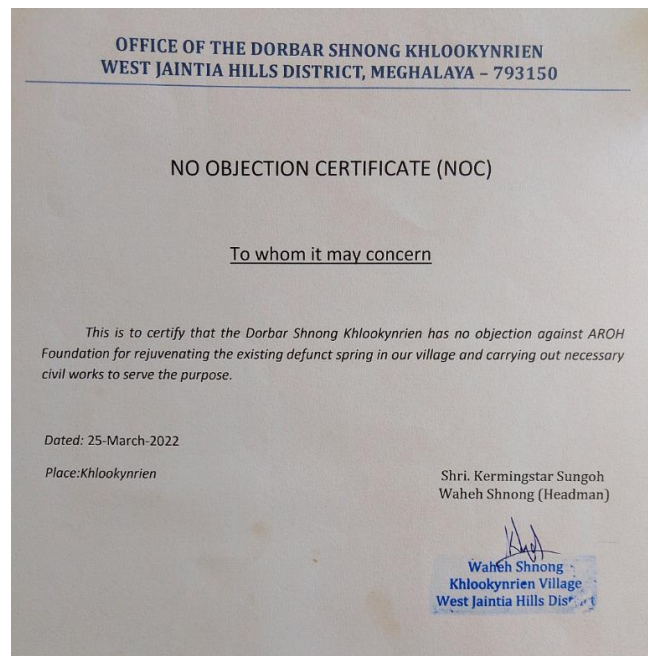 OFFICE OF THE DORBAR SHNONG KHLOOKYNRIEN
WEST JAINTIA HILLS DISTRICT, MEGHALAYA – 793150
NO OBJECTION CERTIFICATE (NOC)
To whom it may concern
This is to certify that the Dorbar Shnong Khlookynrien has no objection against AROH
Foundation for rejuvenating the existing defunct spring in our village and carrying out necessary
civil works to serve the purpose.
Dated: 25-March-2022
Place:Khlookynrien
Shri. Kermingstar Sungoh
Waheh Shnong (Headman)
Waheh Shnong
Khlookynrien Village
West Jaintia Hills